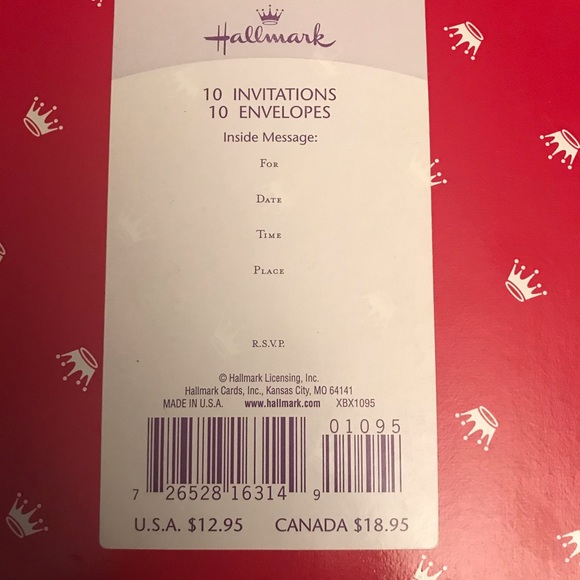 Hallmark
10 INVITATIONS
10 ENVELOPES
Inside Message:
FOR
DATE
TIME
PLACE
R.S.V.P.
© Hallmark Licensing, Inc.
Hallmark Cards, Inc., Kansas City, MO 64141
MADE IN U.S.A. www.hallmark.com XBX1095
01095
7 26528 16314 9
U.S.A. $12.95 CANADA $18.95